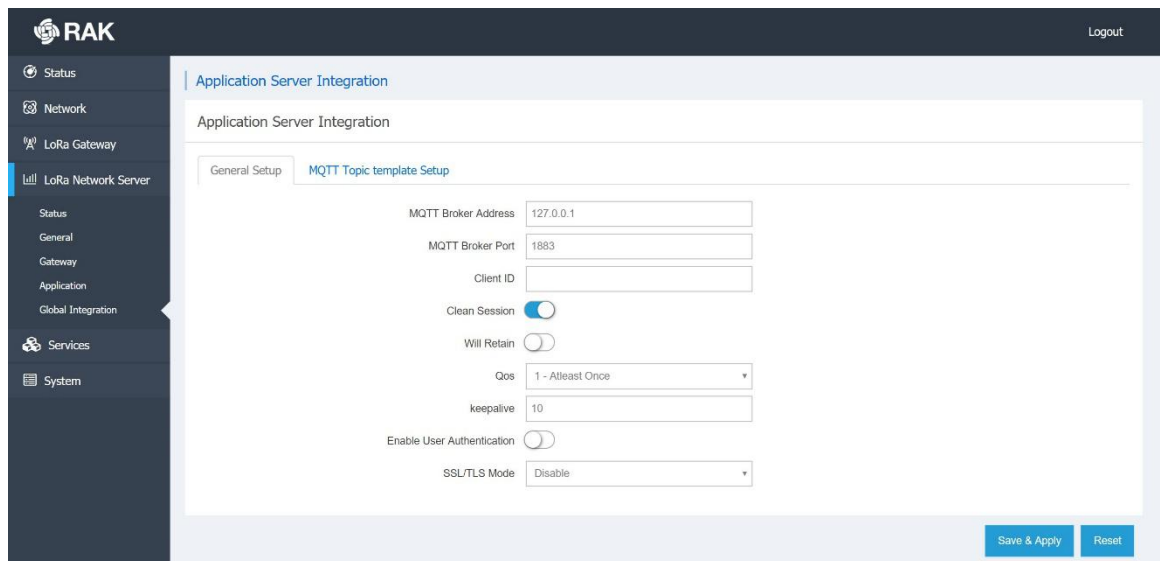 RAK
Logout
Status
Network
LoRa Gateway
LoRa Network Server
Status
General
Gateway
Application
Global Integration
Services
System
Application Server Integration
Application Server Integration
General Setup MQTT Topic template Setup
MQTT Broker Address 127.0.0.1
MQTT Broker Port 1883
Client ID
Clean Session
Will Retain
Qos 1 - Atleast Once
keepalive 10
Enable User Authentication
SSL/TLS Mode Disable
Save & Apply Reset